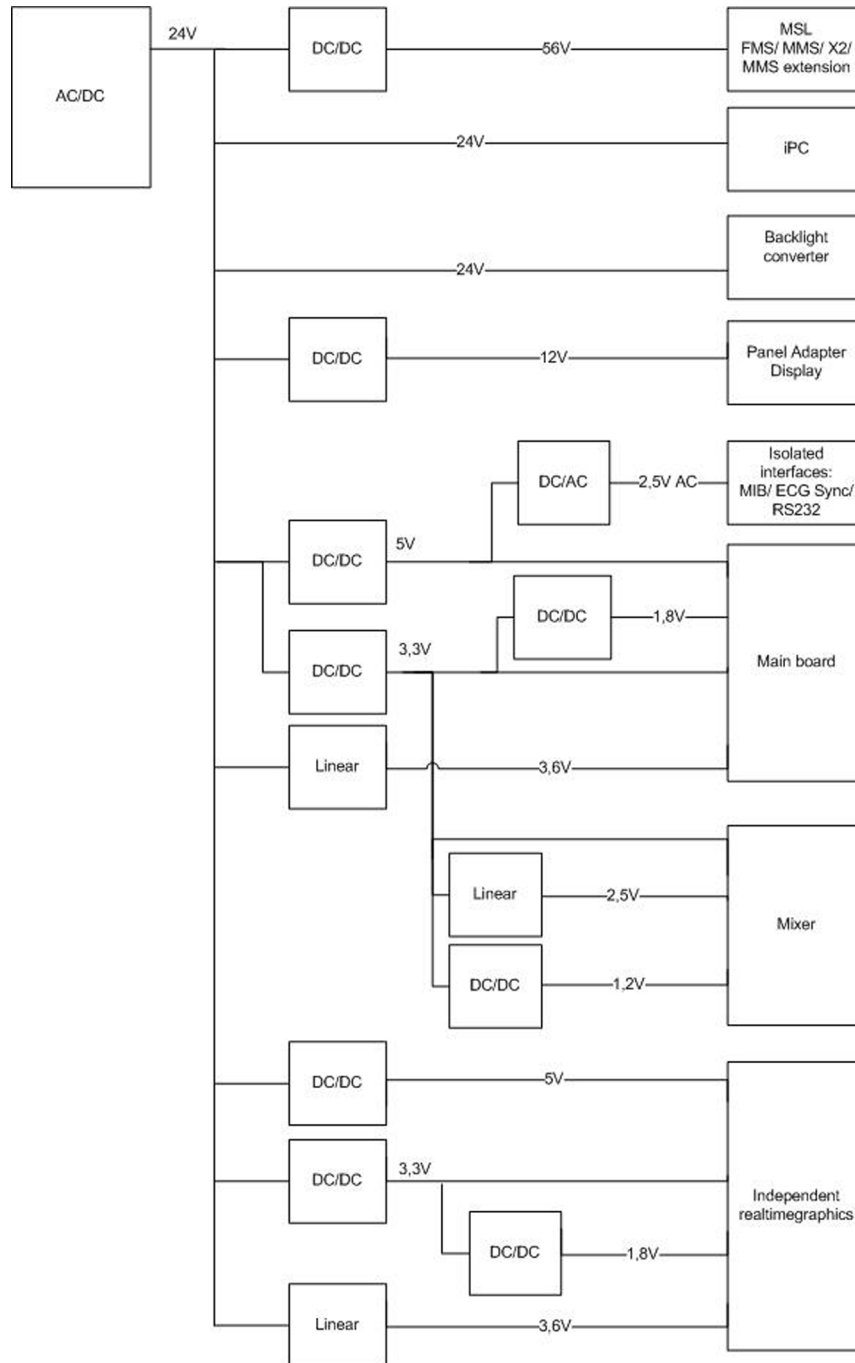 24V
AC/DC
DC/DC
56V
MSL
FMS/ MMS/ X2/
MMS extension
24V
iPC
24V
Backlight
converter
DC/DC
12V
Panel Adapter
Display
DC/AC
2,5V AC
Isolated
interfaces:
MIB/ ECG Sync/
RS232
DC/DC
5V
DC/DC
1,8V
DC/DC
3,3V
Main board
Linear
3,6V
Linear
2,5V
Mixer
DC/DC
1,2V
DC/DC
5V
DC/DC
3,3V
Independent
realtimegraphics
DC/DC
1,8V
Linear
3,6V